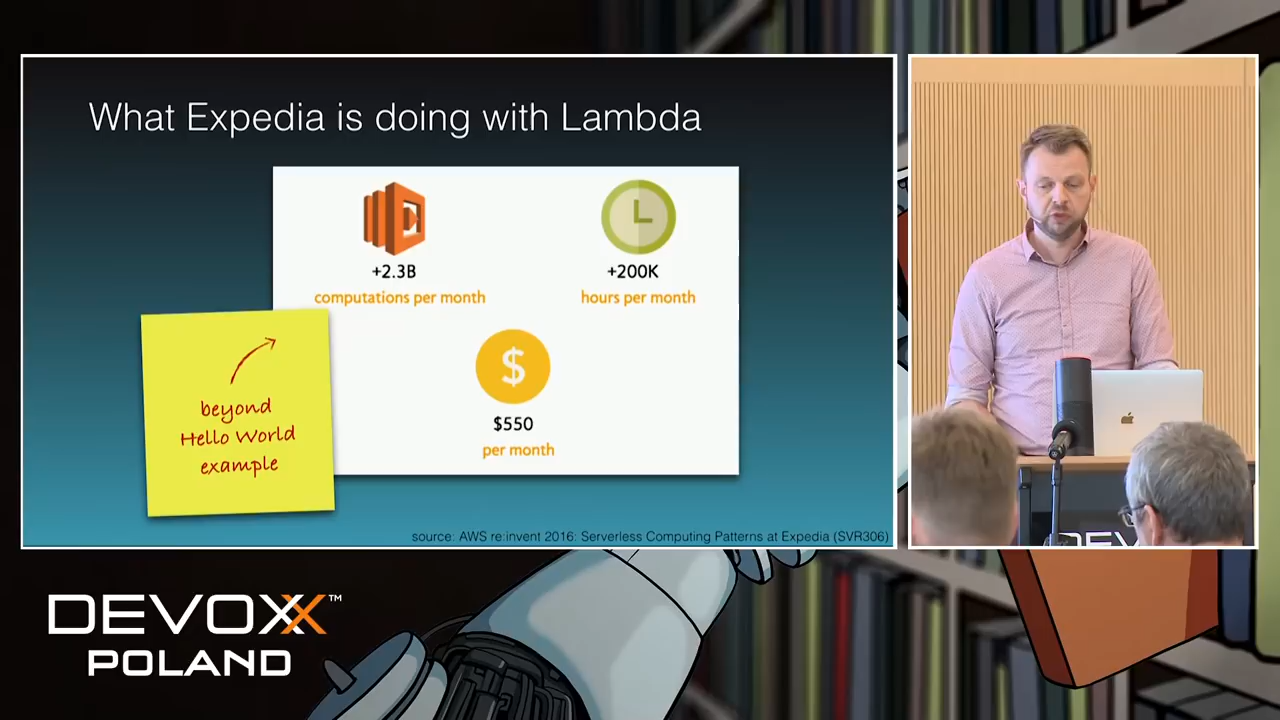 What Expedia is doing with Lambda
+2.3B
computations per month
+200K
hours per month
$550
per month
beyond
Hello World
example
source: AWS re:invent 2016: Serverless Computing Patterns at Expedia (SVR306)
DEVOXX™
POLAND